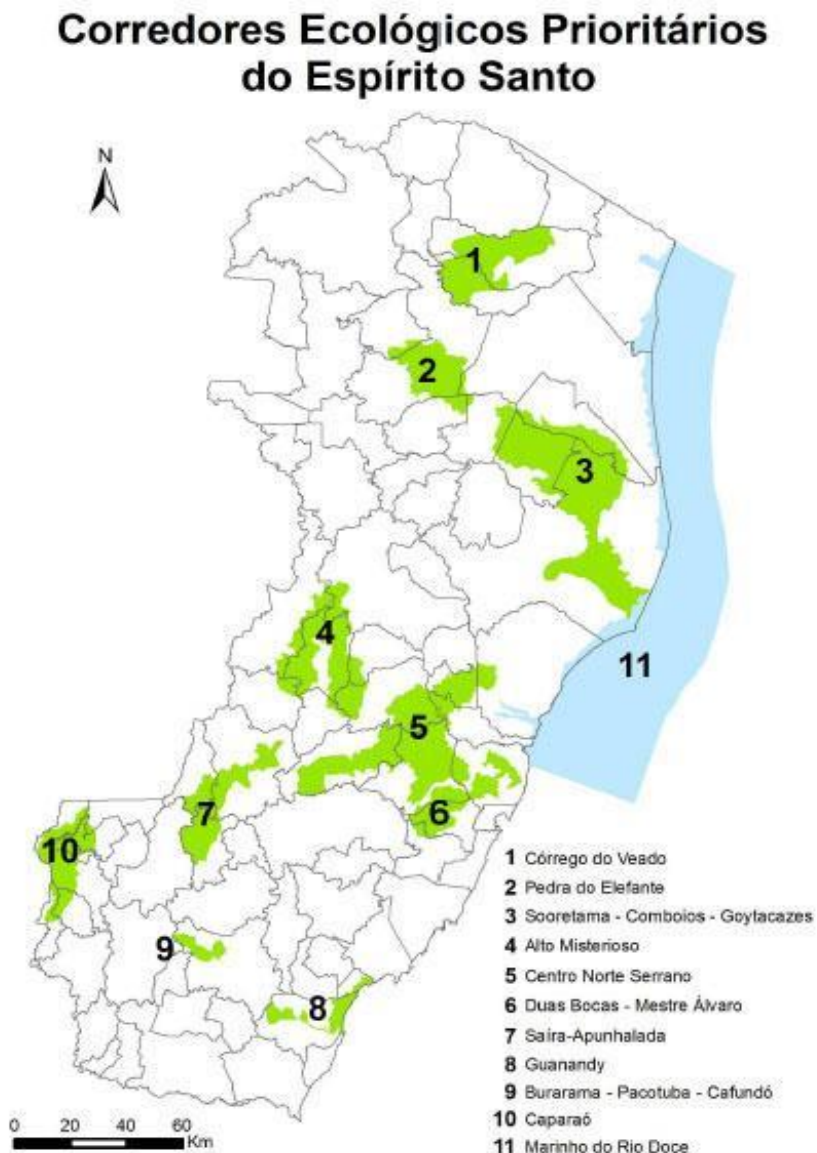 Corredores Ecológicos Prioritários
do Espírito Santo
N
1
2
3
4
11
5
7
6
10
9
8
1 Córrego do Veado
2 Pedra do Elefante
3 Sooretama - Comboios - Goytacazes
4 Alto Misterioso
5 Centro Norte Serrano
6 Duas Bocas - Mestre Álvaro
7 Saíra-Apunhalada
8 Guanandy
9 Burarama - Pacotuba - Cafundó
10 Caparaó
11 Marinho do Rio Doce
0 20 40 60
Km